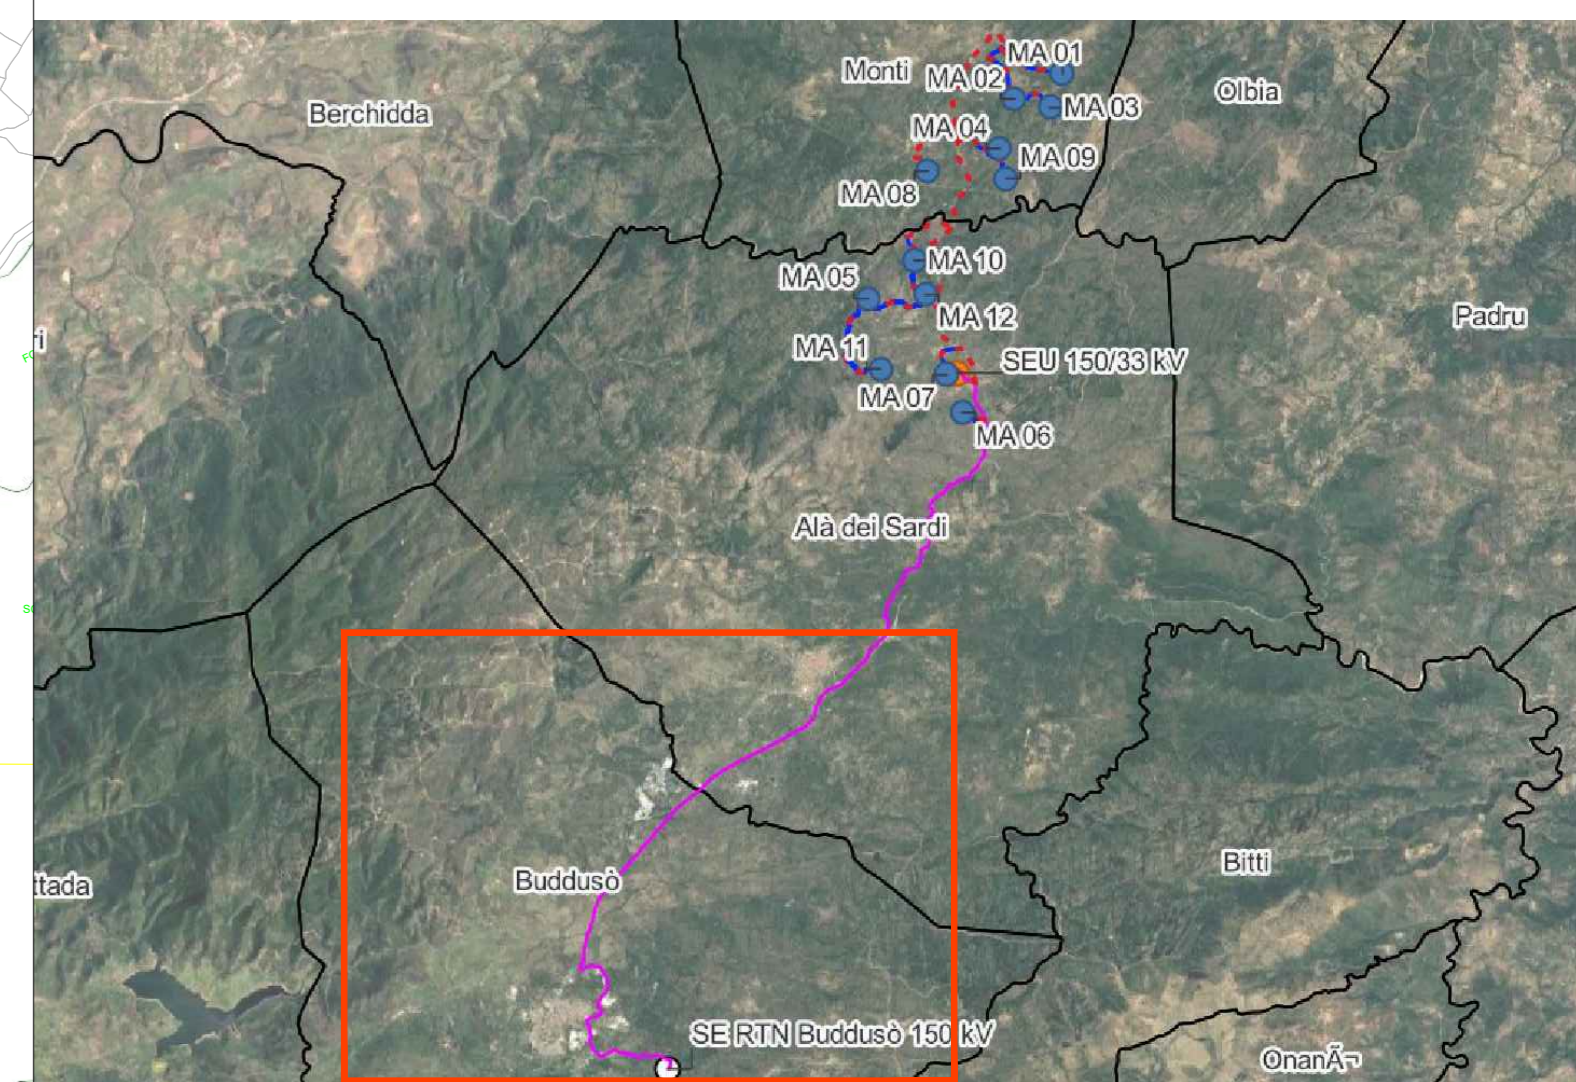 MA 01
Monti
MA 02
Olbia
MA 03
Berchidda
MA 04
MA 09
MA 08
MA 10
MA 05
MA 12
Padru
ri
MA 11
SEU 150/33 kV
MA 07
MA 06
Alà dei Sardi
Bitti
Buddusò
ttada
SE RTN Buddusò 150 kV
OnanÃ¬